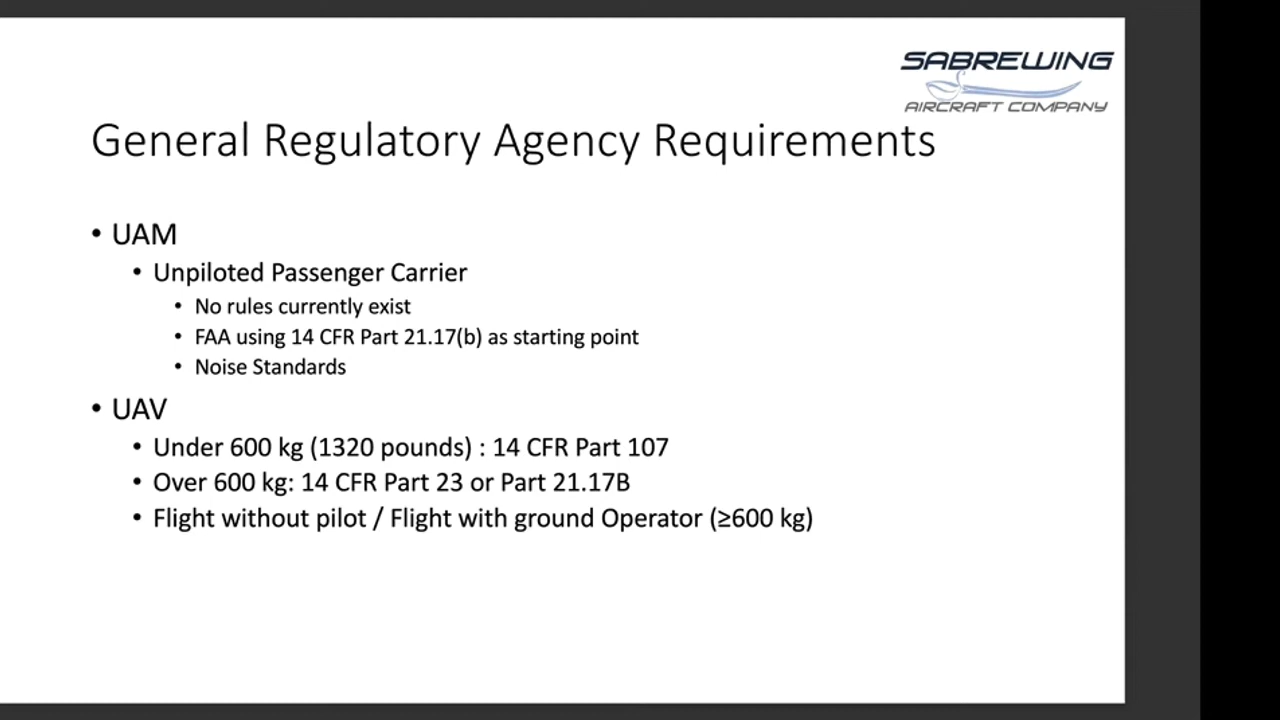 SABREWING
AIRCRAFT COMPANY
General Regulatory Agency Requirements
• UAM
• Unpiloted Passenger Carrier
• No rules currently exist
• FAA using 14 CFR Part 21.17(b) as starting point
• Noise Standards
• UAV
• Under 600 kg (1320 pounds) : 14 CFR Part 107
• Over 600 kg: 14 CFR Part 23 or Part 21.17B
• Flight without pilot / Flight with ground Operator (≥600 kg)